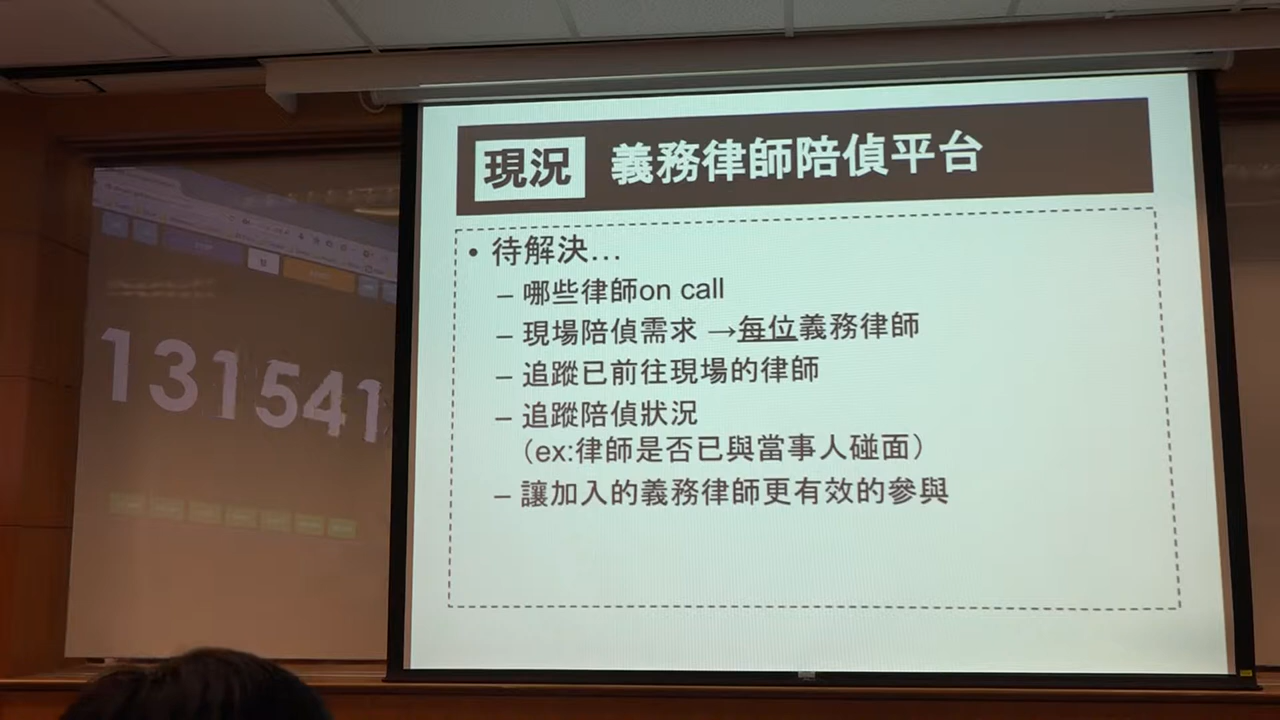 現況 義務律師陪偵平台
• 待解決…
– 哪些律師on call
– 現場陪偵需求 →每位義務律師
– 追蹤已前往現場的律師
– 追蹤陪偵狀況
（ex:律師是否已與當事人碰面）
– 讓加入的義務律師更有效的參與
131541